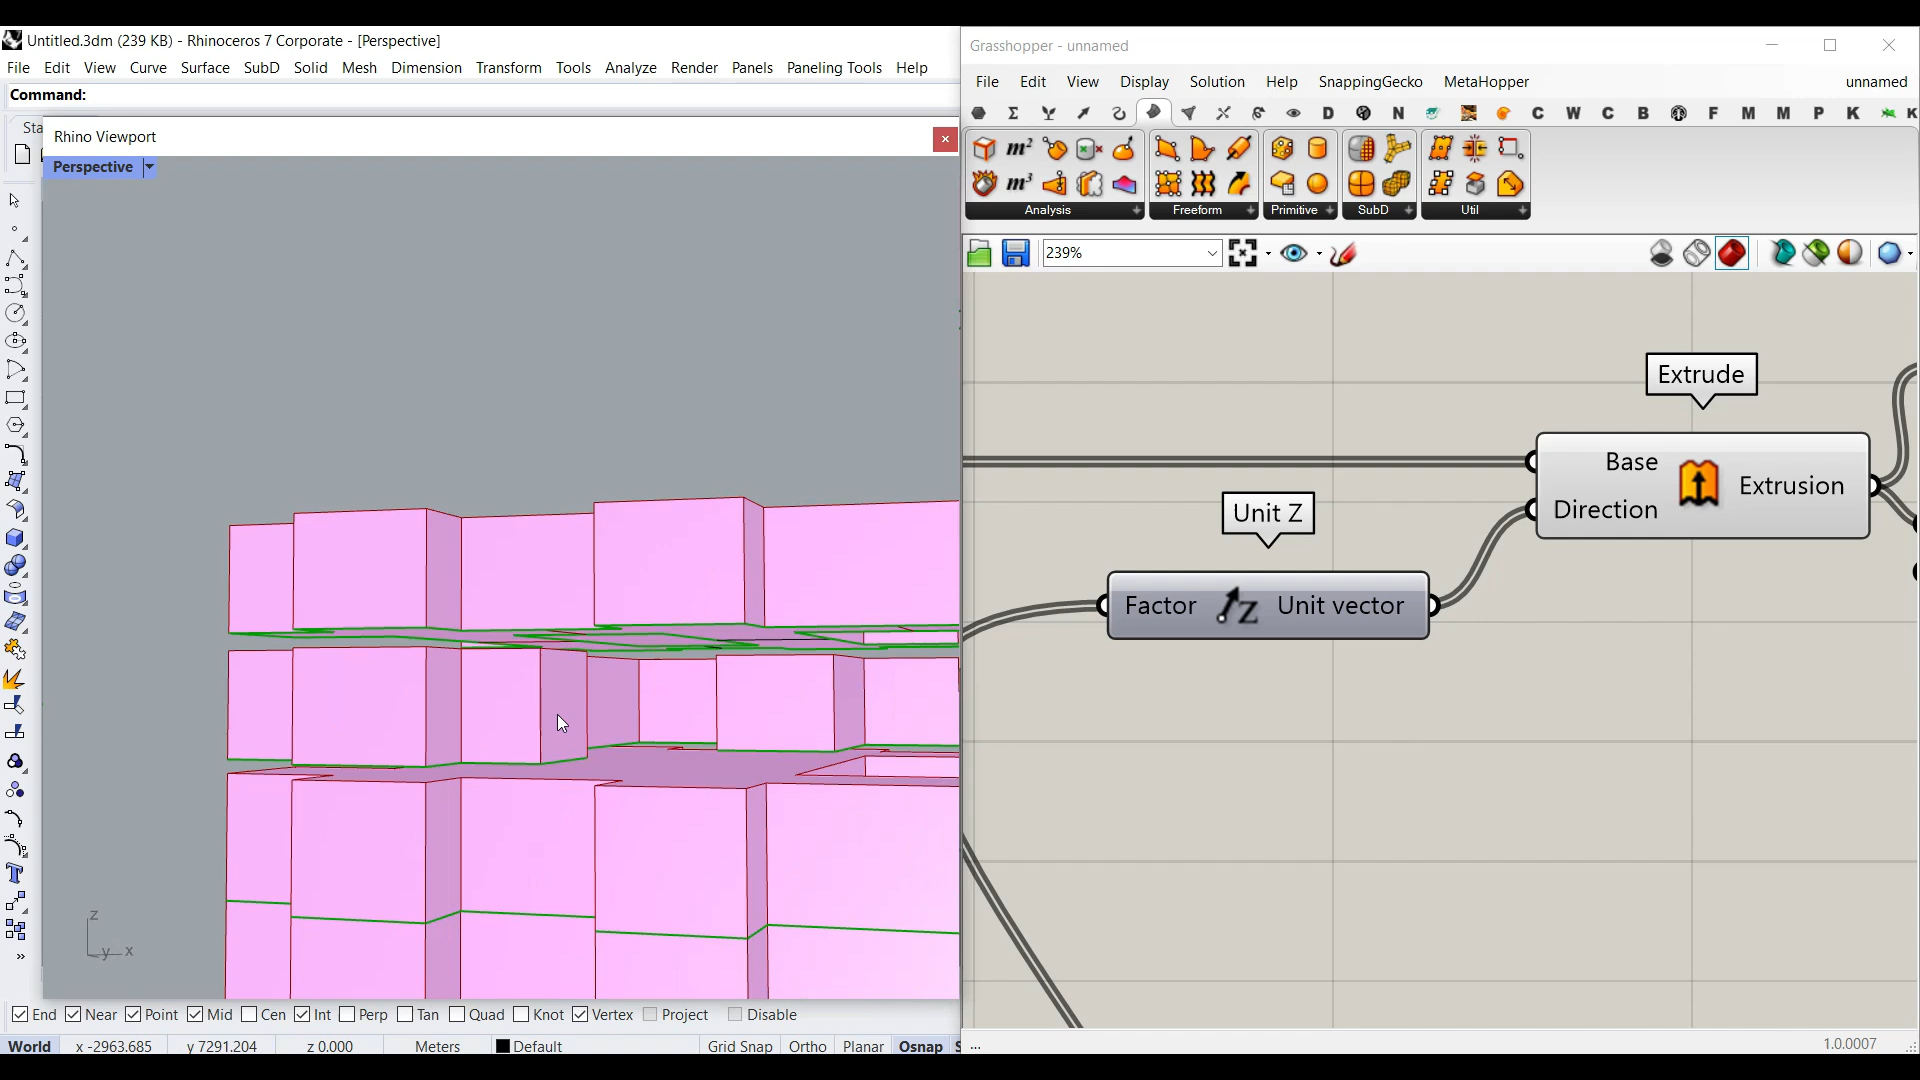 Untitled.3dm (239 KB) - Rhinoceros 7 Corporate - [Perspective]
File Edit View Curve Surface SubD Solid Mesh Dimension Transform Tools Analyze Render Panels Paneling Tools Help
Command:
Sta
Rhino Viewport
Perspective
z
y x
End Near Point Mid Cen Int Perp Tan Quad Knot Vertex Project Disable
World x -2963.685 y 7291.204 z 0.000 Meters Default Grid Snap Ortho Planar Osnap S
Grasshopper - unnamed
File Edit View Display Solution Help SnappingGecko MetaHopper unnamed
D N C W C B F M M P K K
m² m³
Analysis Freeform Primitive SubD Util
239%
Extrude
Base
Direction
Extrusion
Unit Z
Factor Z Unit vector
... 1.0.0007